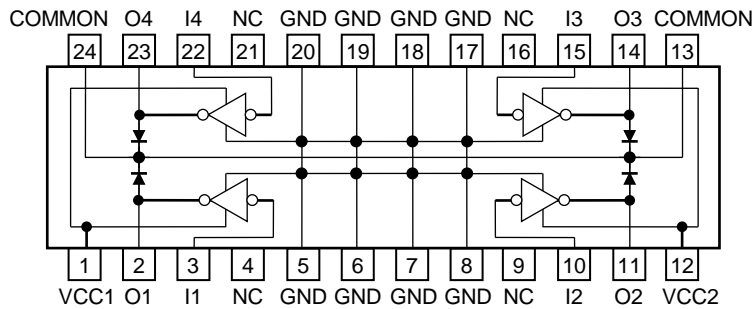 COMMON O4 I4 NC GND GND GND GND NC I3 O3 COMMON
24 23 22 21 20 19 18 17 16 15 14 13
1 2 3 4 5 6 7 8 9 10 11 12
VCC1 O1 I1 NC GND GND GND GND NC I2 O2 VCC2